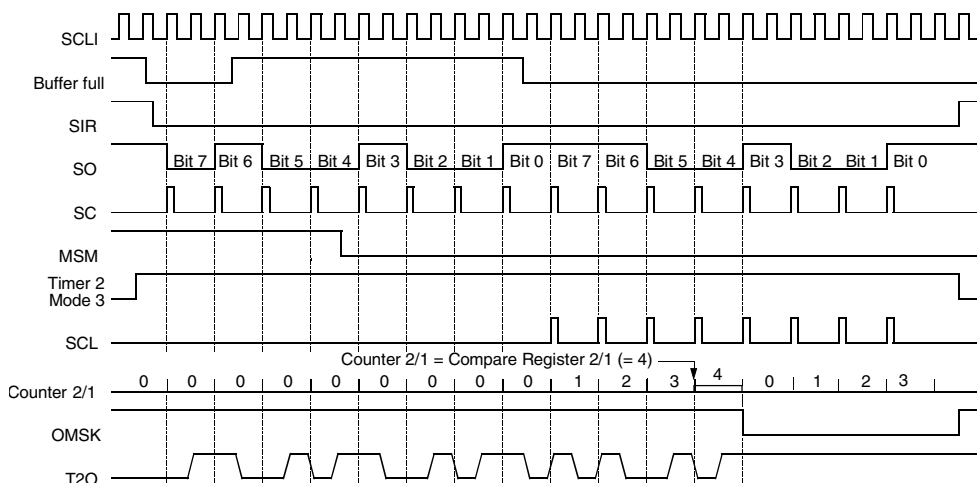 SCLI
Buffer full
SIR
SO Bit 7 Bit 6 Bit 5 Bit 4 Bit 3 Bit 2 Bit 1 Bit 0 Bit 7 Bit 6 Bit 5 Bit 4 Bit 3 Bit 2 Bit 1 Bit 0
SC
MSM
Timer 2
Mode 3
SCL
Counter 2/1 = Compare Register 2/1 (= 4)
Counter 2/1 0 0 0 0 0 0 0 0 0 1 2 3 4 0 1 2 3
OMSK
T2O